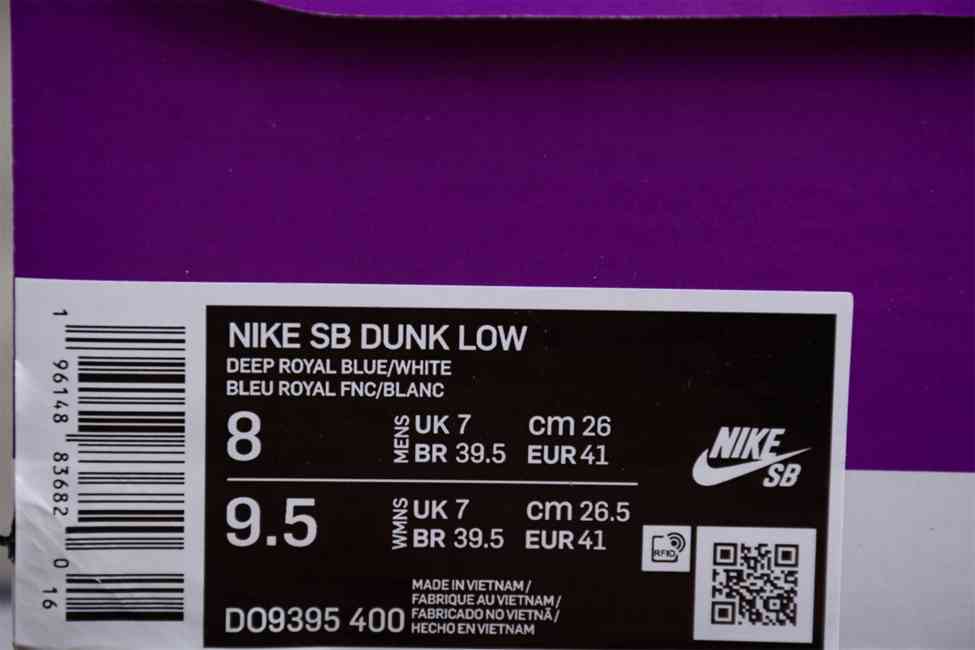 NIKE SB DUNK LOW
DEEP ROYAL BLUE/WHITE
BLEU ROYAL FNC/BLANC
8
MENS
UK 7 cm 26
BR 39.5 EUR 41
9.5
WMNS
UK 7 cm 26.5
BR 39.5 EUR 41
DO9395 400
MADE IN VIETNAM /
FABRIQUE AU VIETNAM /
FABRICADO NO VIETNÃ /
HECHO EN VIETNAM
NIKE
SB
RFID
1 96148 83682 0 16